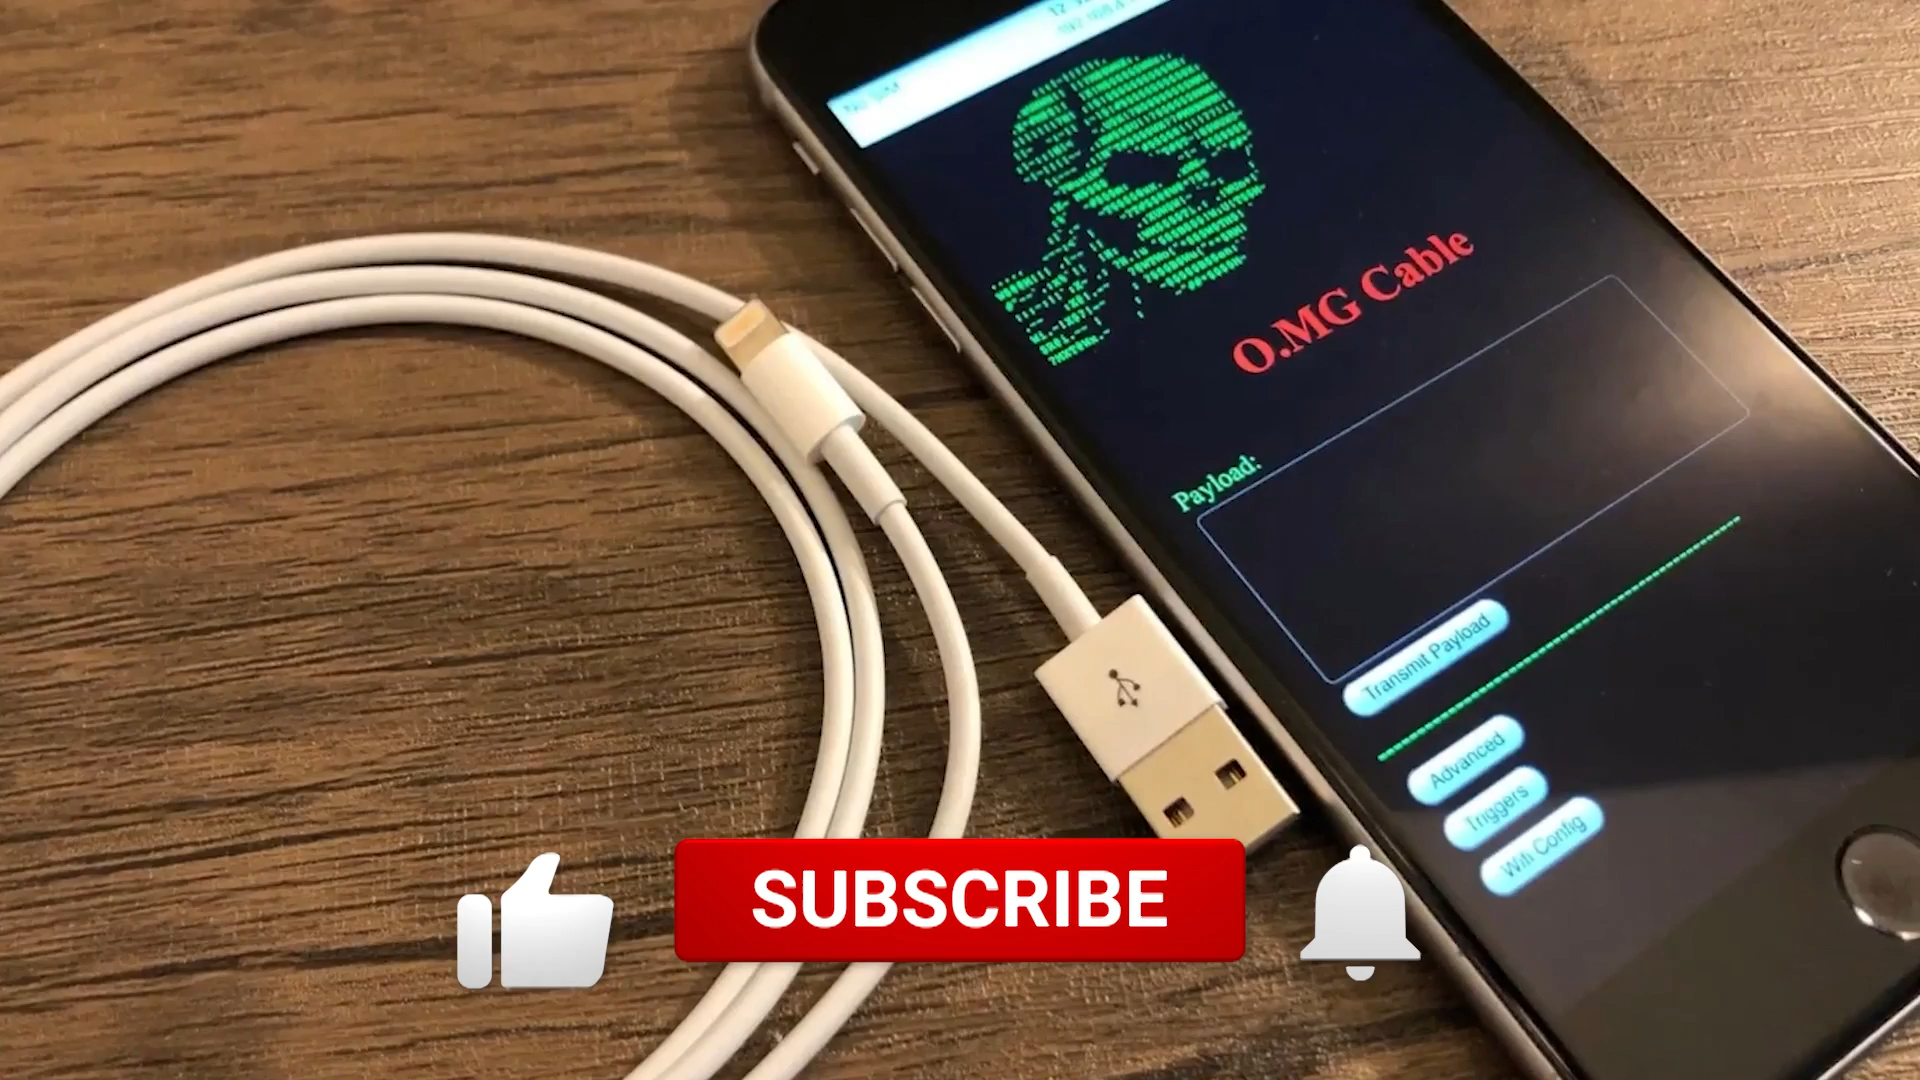 O.MG Cable
Payload:
Transmit Payload
Advanced
Triggers
Wifi Config
SUBSCRIBE